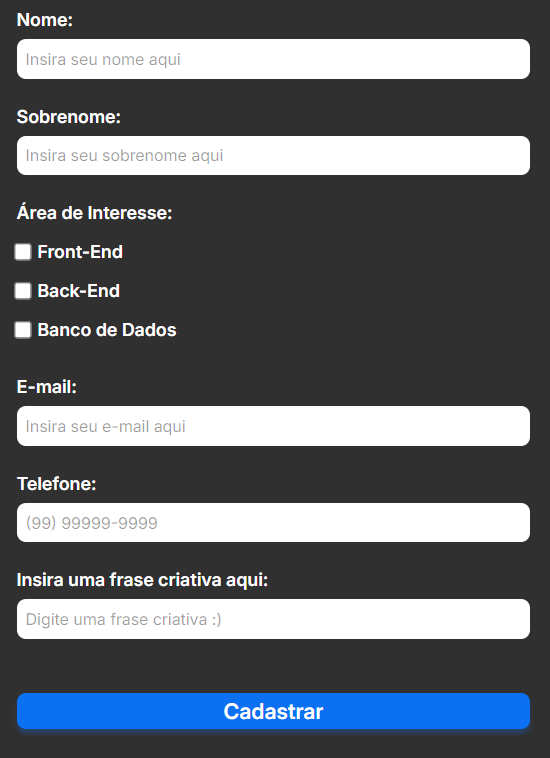 Nome:
Insira seu nome aqui
Sobrenome:
Insira seu sobrenome aqui
Área de Interesse:
Front-End
Back-End
Banco de Dados
E-mail:
Insira seu e-mail aqui
Telefone:
(99) 99999-9999
Insira uma frase criativa aqui:
Digite uma frase criativa :)
Cadastrar